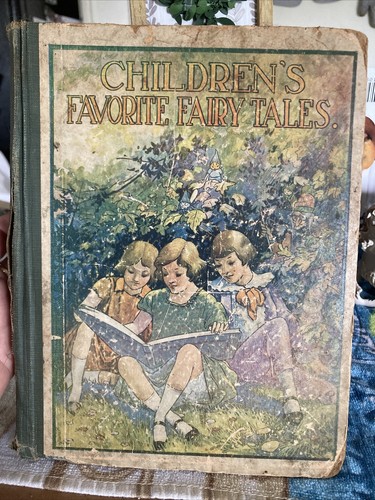 CHILDREN'S
FAVORITE FAIRY TALES.